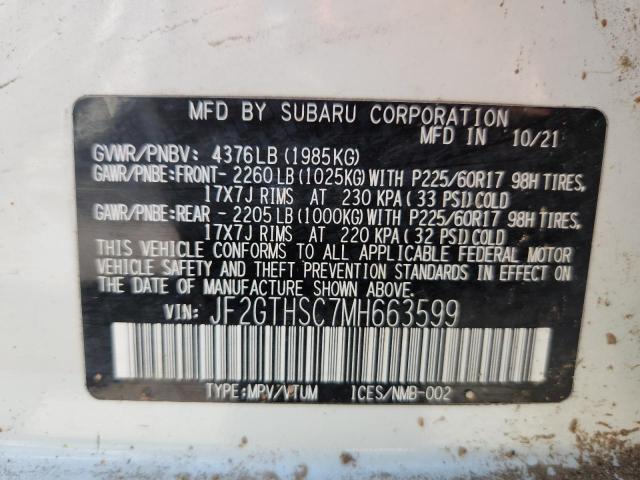 MFD BY SUBARU CORPORATION
MFD IN 10/21
GVWR/PNBV: 4376LB (1985KG)
GAWR/PNBE:FRONT-2260 LB (1025KG) WITH P225/60R17 98H TIRES,
17X7J RIMS AT 230 KPA (33 PSI) COLD
GAWR/PNBE:REAR -2205 LB (1000KG) WITH P225/60R17 98H TIRES,
17X7J RIMS AT 220 KPA (32 PSI) COLD
THIS VEHICLE CONFORMS TO ALL APPLICABLE FEDERAL MOTOR
VEHICLE SAFETY AND THEFT PREVENTION STANDARDS IN EFFECT ON
THE DATE OF MANUFACTURE SHOWN ABOVE.
VIN: JF2GTHSC7MH663599
TYPE:MPV/VTUM ICES/NMB-002